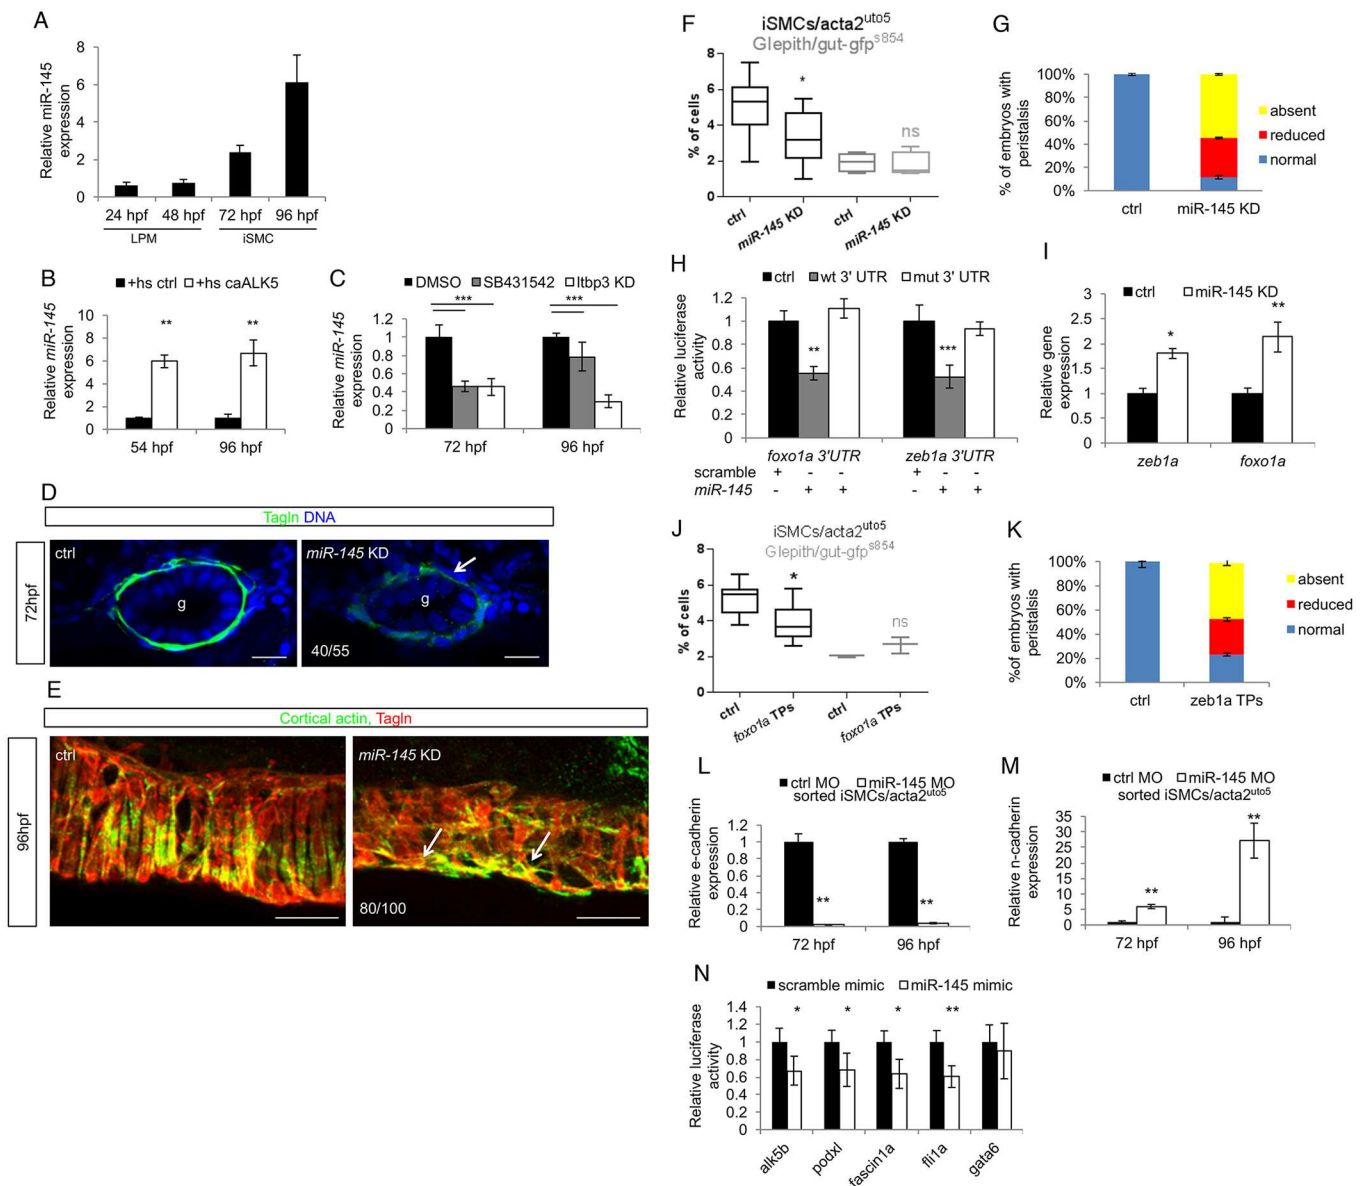 A
Relative miR-145
expression
8
6
4
2
0
24 hpf 48 hpf 72 hpf 96 hpf
LPM iSMC
B
+hs ctrl +hs caALK5
Relative miR-145
expression
10
8
6
4
2
0
** **
54 hpf 96 hpf
C
DMSO SB431542 ltbp3 KD
Relative miR-145
expression
1.2
1
0.8
0.6
0.4
0.2
0
*** ***
72 hpf 96 hpf
D
Tagln DNA
72hpf
ctrl
g
miR-145 KD
g
40/55
E
Cortical actin, Tagln
96hpf
ctrl
miR-145 KD
80/100
F
iSMCs/acta2uto5
GIepith/gut-gfps854
% of cells
8
6
4
2
0
* ns
ctrl miR-145 KD ctrl miR-145 KD
G
% of embryos with
peristalsis
100%
80%
60%
40%
20%
0%
ctrl miR-145 KD
absent
reduced
normal
H
ctrl wt 3' UTR mut 3' UTR
Relative luciferase
activity
1.2
1
0.8
0.6
0.4
0.2
0
** ***
foxo1a 3'UTR zeb1a 3'UTR
scramble + - - + - -
miR-145 - + + - + +
I
ctrl miR-145 KD
Relative gene
expression
3
2.5
2
1.5
1
0.5
0
* **
zeb1a foxo1a
J
iSMCs/acta2uto5
GIepith/gut-gfps854
% of cells
8
6
4
2
0
* ns
ctrl foxo1a TPs ctrl foxo1a TPs
K
%of embryos with
peristalsis
100%
80%
60%
40%
20%
0%
ctrl zeb1a TPs
absent
reduced
normal
L
ctrl MO miR-145 MO
sorted iSMCs/acta2uto5
Relative e-cadherin
expression
1.2
1
0.8
0.6
0.4
0.2
0
** **
72 hpf 96 hpf
M
ctrl MO miR-145 MO
sorted iSMCs/acta2uto5
Relative n-cadherin
expression
35
30
25
20
15
10
5
0
** **
72 hpf 96 hpf
N
scramble mimic miR-145 mimic
Relative luciferase
activity
1.4
1.2
1
0.8
0.6
0.4
0.2
0
* * * **
alk5b podxl fascin1a fli1a gata6